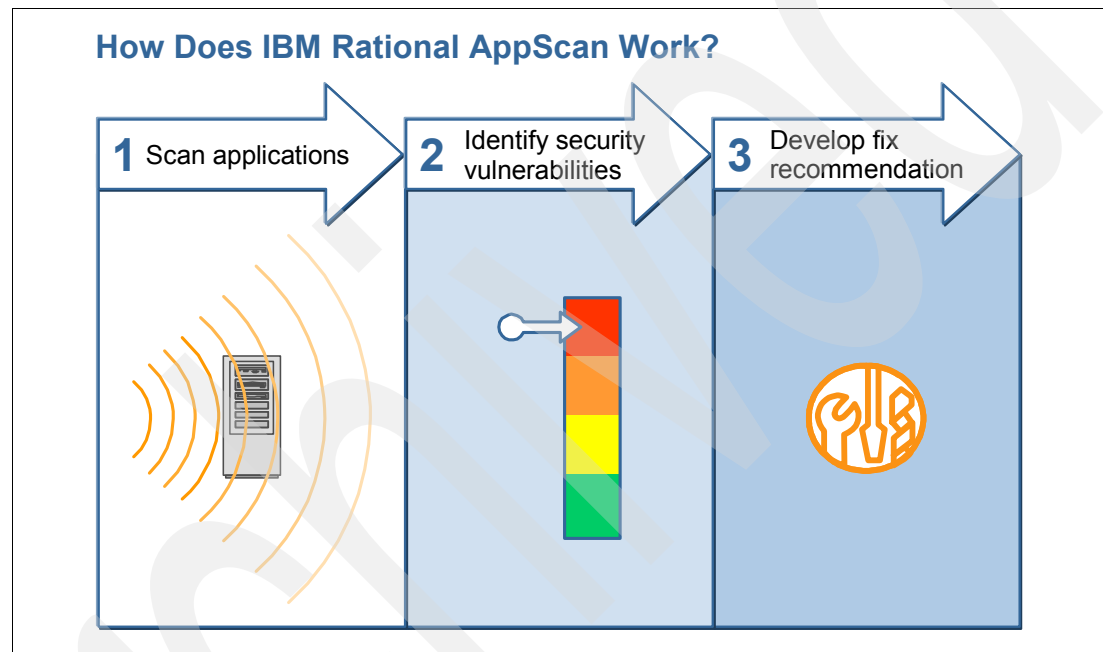 How Does IBM Rational AppScan Work?
1 Scan applications
2 Identify security
vulnerabilities
3 Develop fix
recommendation